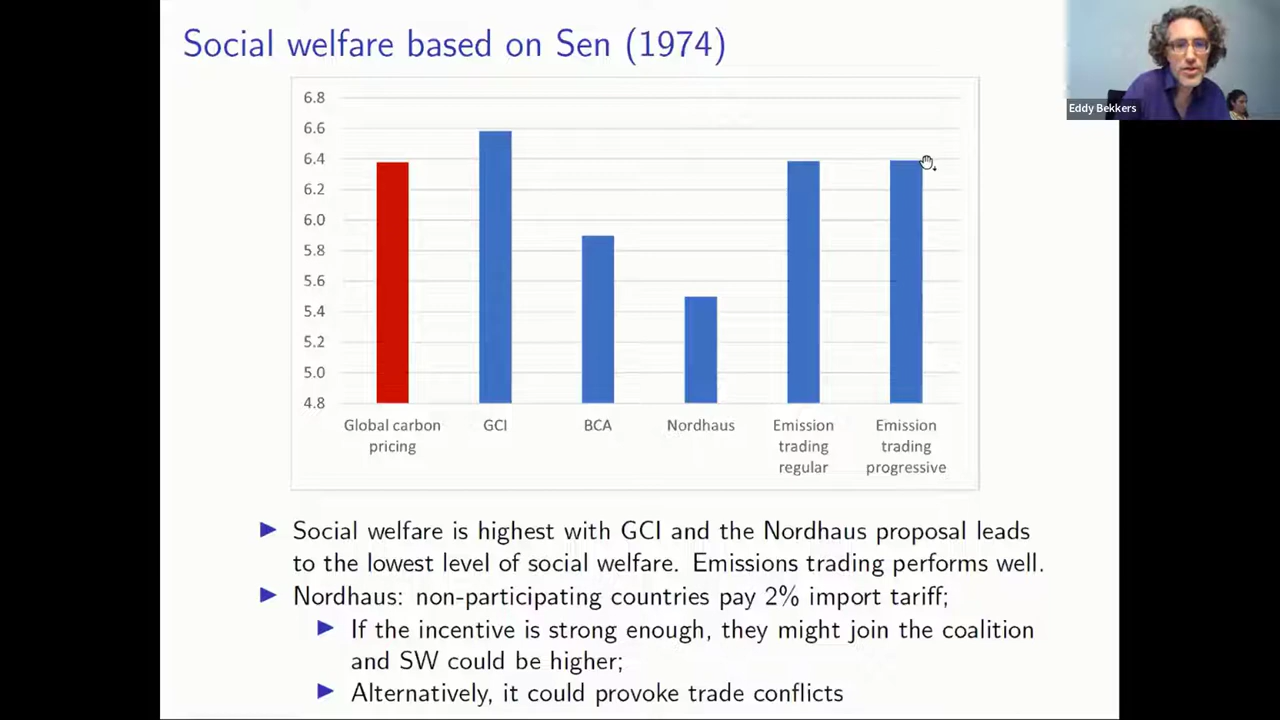 Social welfare based on Sen (1974)
Eddy Bekkers
6.8
6.6
6.4
6.2
6.0
5.8
5.6
5.4
5.2
5.0
4.8
Global carbon
pricing
GCI
BCA
Nordhaus
Emission
trading
regular
Emission
trading
progressive
Social welfare is highest with GCI and the Nordhaus proposal leads
to the lowest level of social welfare. Emissions trading performs well.
Nordhaus: non-participating countries pay 2% import tariff;
If the incentive is strong enough, they might join the coalition
and SW could be higher;
Alternatively, it could provoke trade conflicts